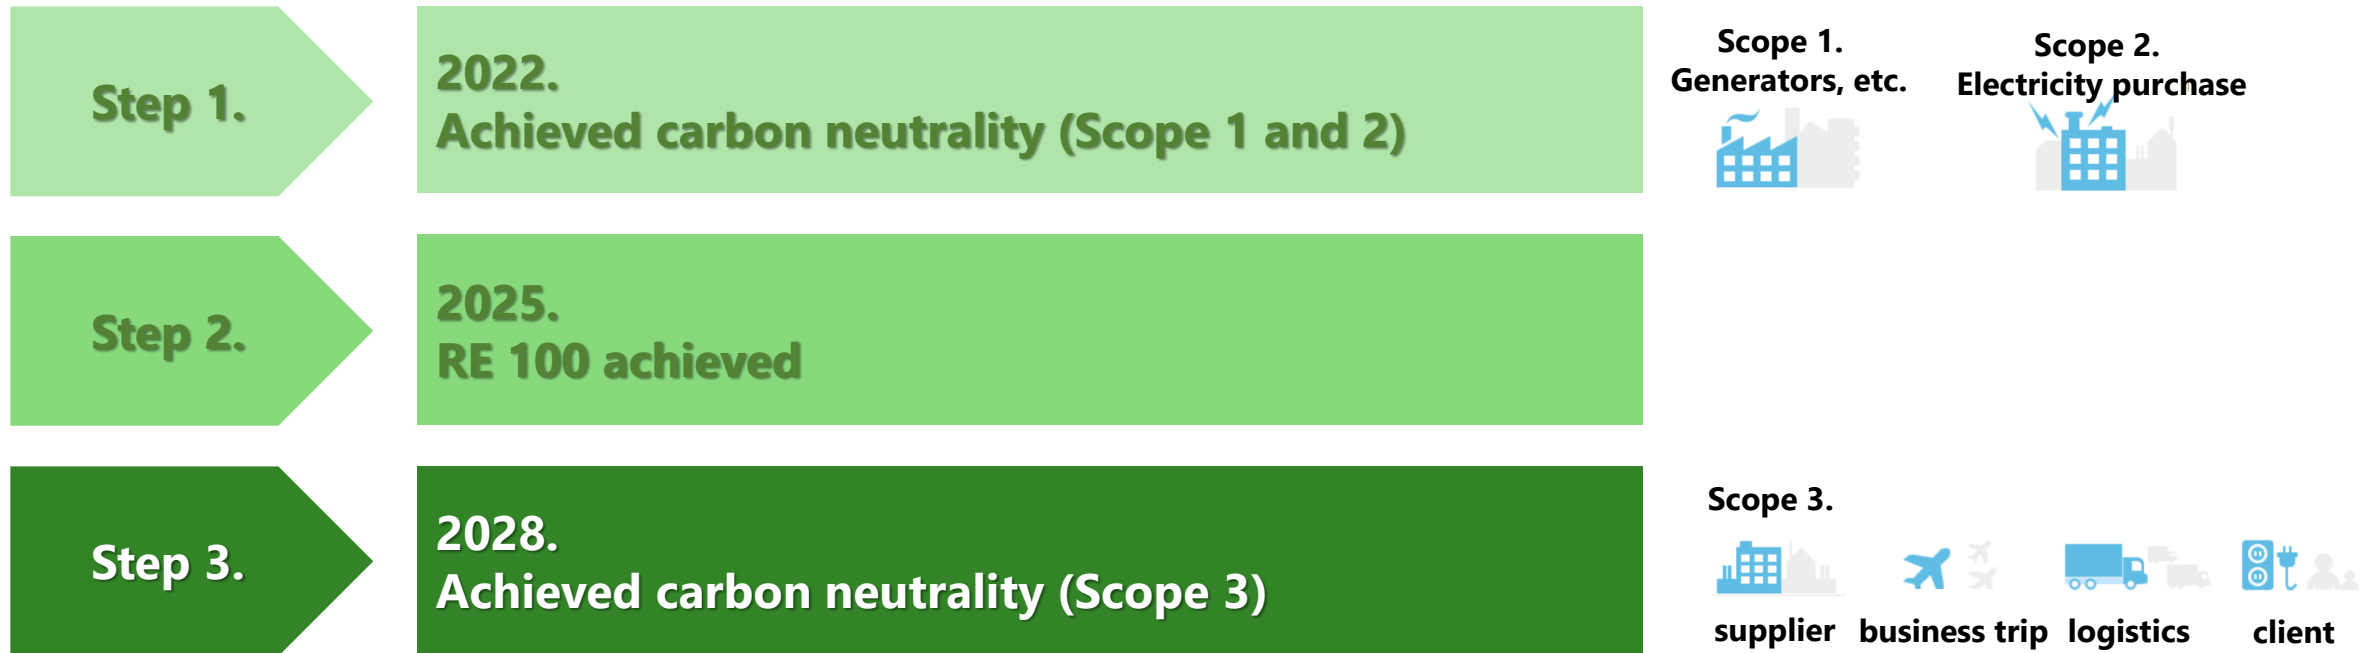 Step 1.
2022.
Achieved carbon neutrality (Scope 1 and 2)
Scope 1.
Generators, etc.
Scope 2.
Electricity purchase
Step 2.
2025.
RE 100 achieved
Step 3.
2028.
Achieved carbon neutrality (Scope 3)
Scope 3.
supplier
business trip
logistics
client